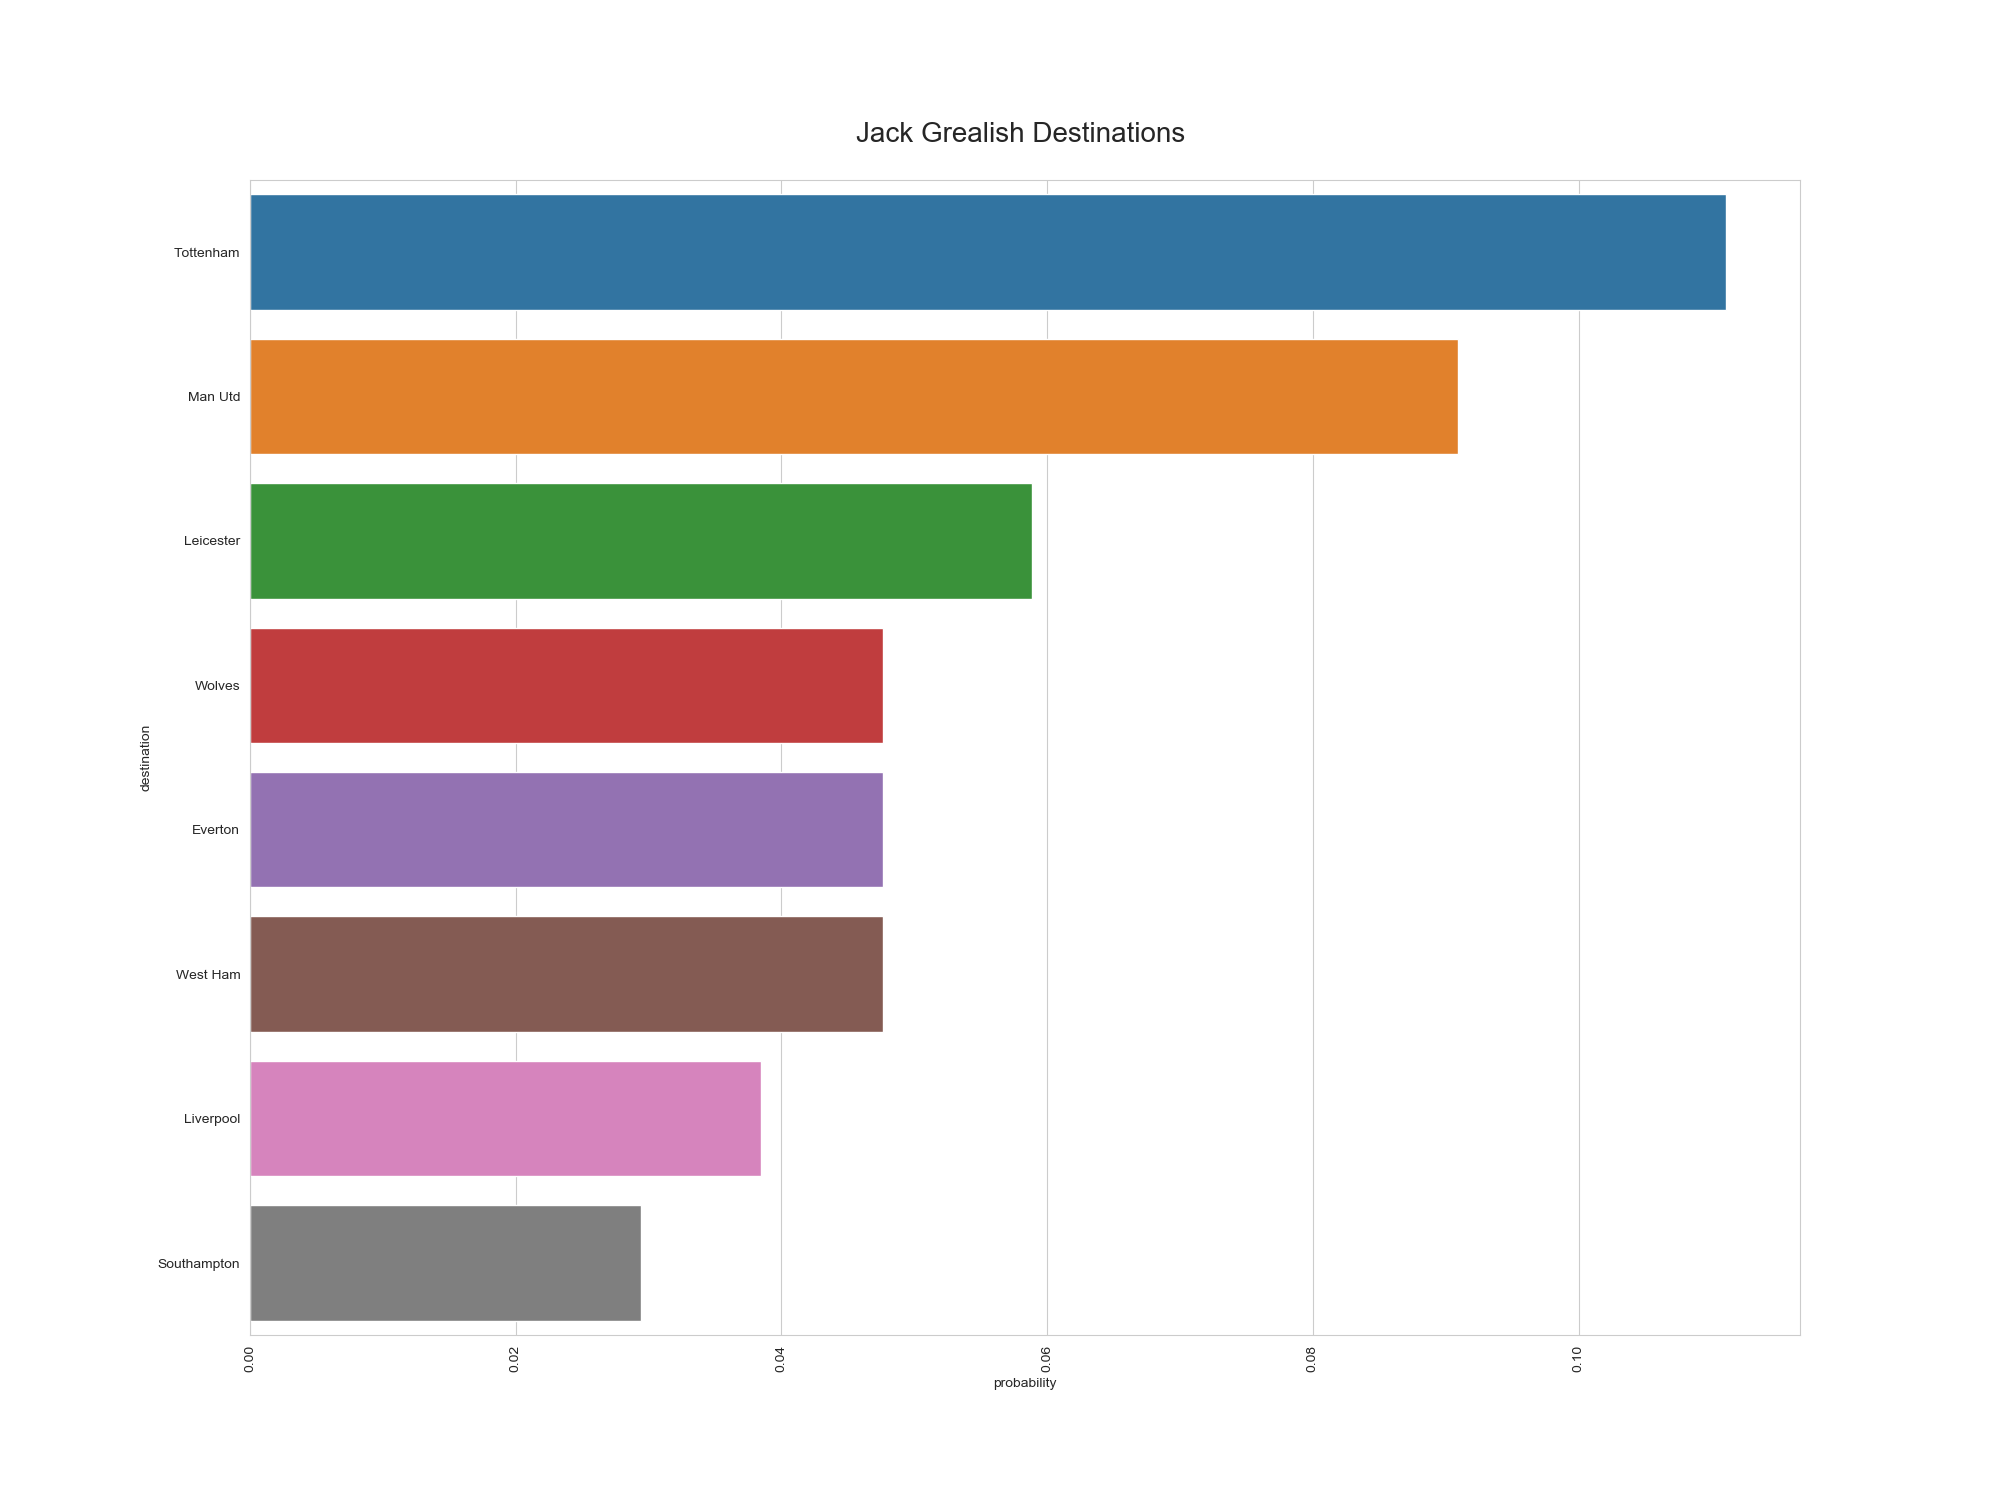 Jack Grealish Destinations
Tottenham
Man Utd
Leicester
Wolves
Everton
West Ham
Liverpool
Southampton
destination
0.00
0.02
0.04
0.06
0.08
0.10
probability